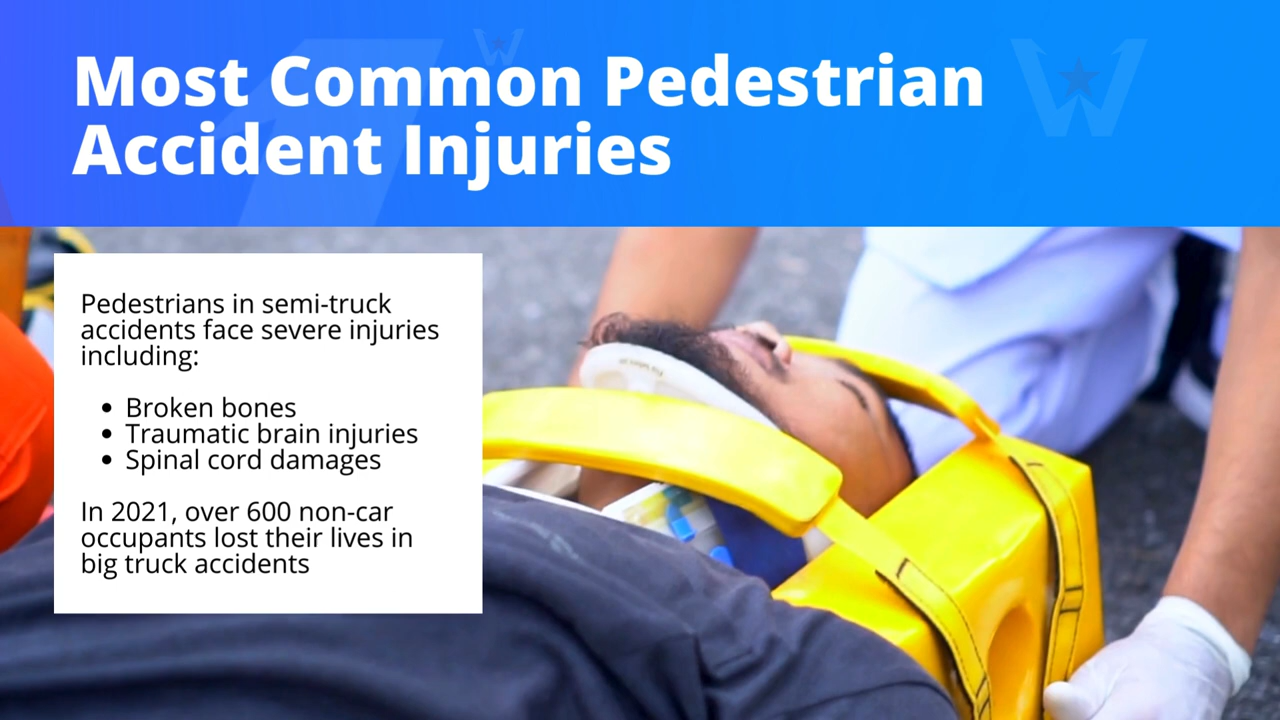 Most Common Pedestrian
Accident Injuries
Pedestrians in semi-truck
accidents face severe injuries
including:
• Broken bones
• Traumatic brain injuries
• Spinal cord damages
In 2021, over 600 non-car
occupants lost their lives in
big truck accidents